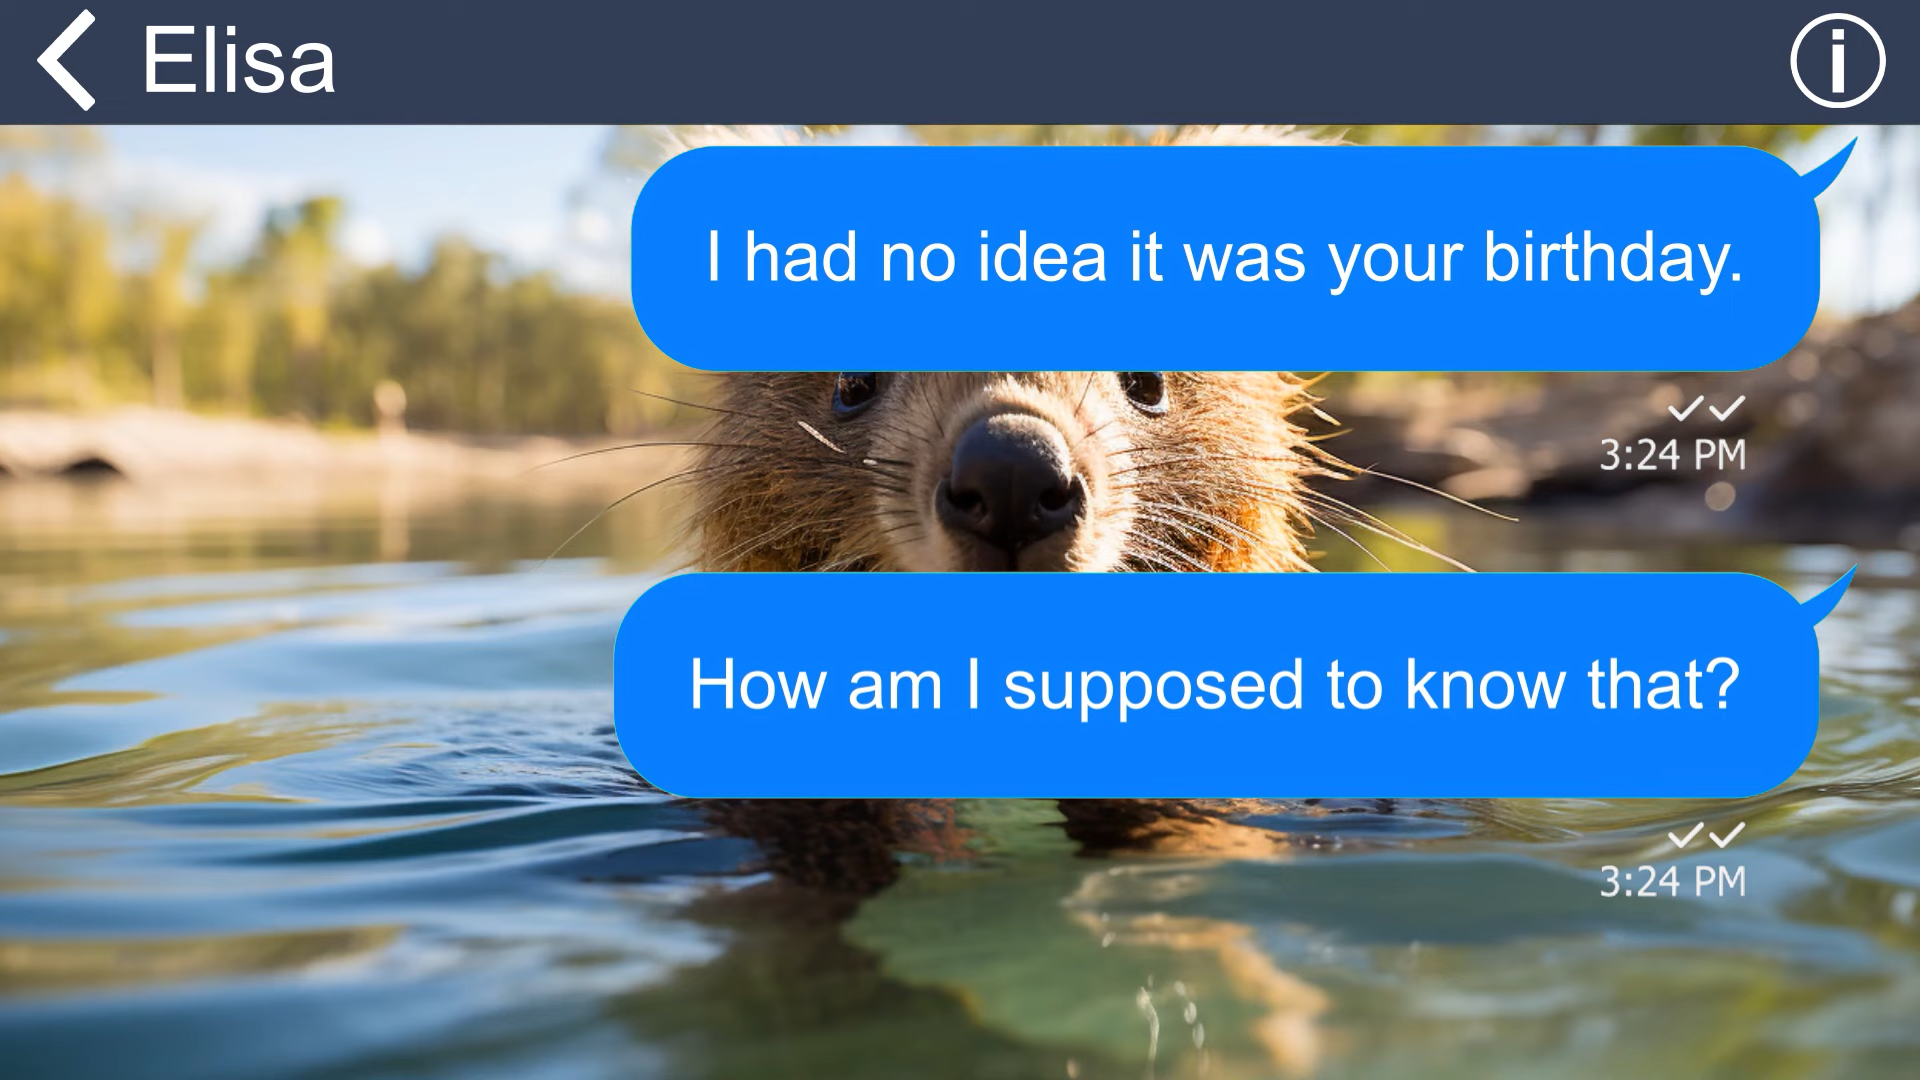 Elisa
I had no idea it was your birthday.
3:24 PM
How am I supposed to know that?
3:24 PM